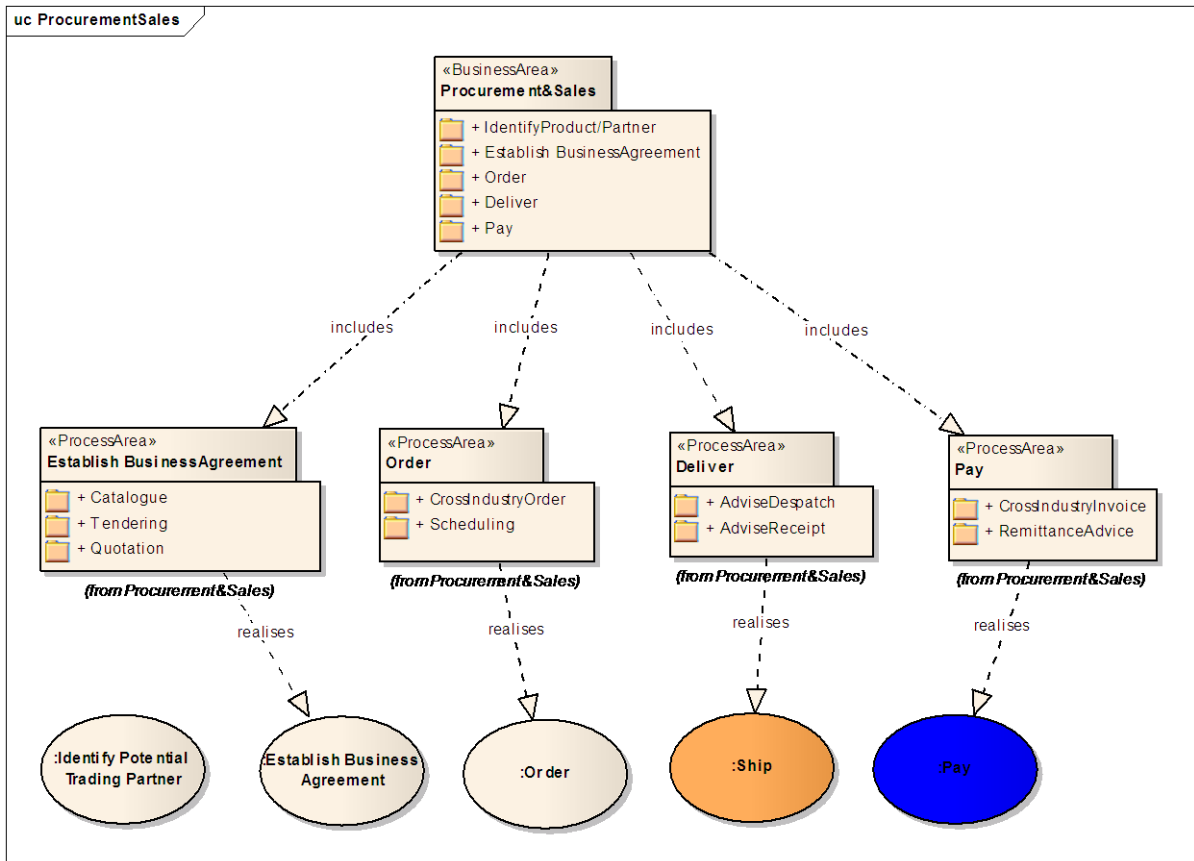 uc ProcurementSales
«BusinessArea»
Procurement&Sales
+ IdentifyProduct/Partner
+ Establish BusinessAgreement
+ Order
+ Deliver
+ Pay
includes
includes
includes
includes
«ProcessArea»
Establish BusinessAgreement
+ Catalogue
+ Tendering
+ Quotation
(from Procurement&Sales)
«ProcessArea»
Order
+ CrossIndustryOrder
+ Scheduling
(from Procurement&Sales)
«ProcessArea»
Deliver
+ AdviseDespatch
+ AdviseReceipt
(from Procurement&Sales)
«ProcessArea»
Pay
+ CrossIndustryInvoice
+ RemittanceAdvice
(from Procurement&Sales)
realises
realises
realises
realises
:Identify Potential
Trading Partner
:Establish Business
Agreement
:Order
:Ship
:Pay